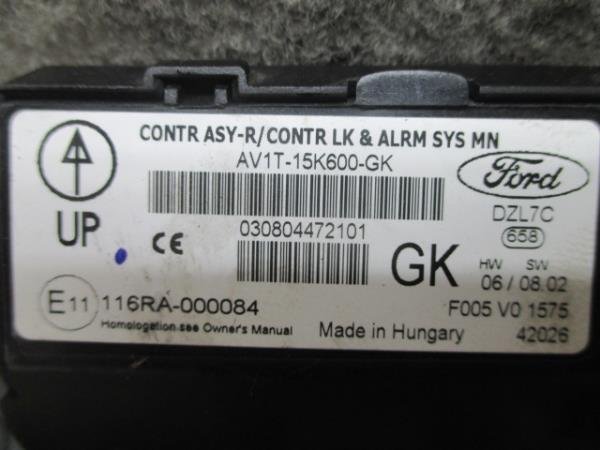 CONTR ASY-R/CONTR LK & ALRM SYS MN
AV1T-15K600-GK
Ford
UP
DZL7C
658
CE
030804472101
GK
HW SW
06 / 08.02
E11
116RA-000084
F005 V0 1575
Homologation see Owner's Manual
Made in Hungary
42026